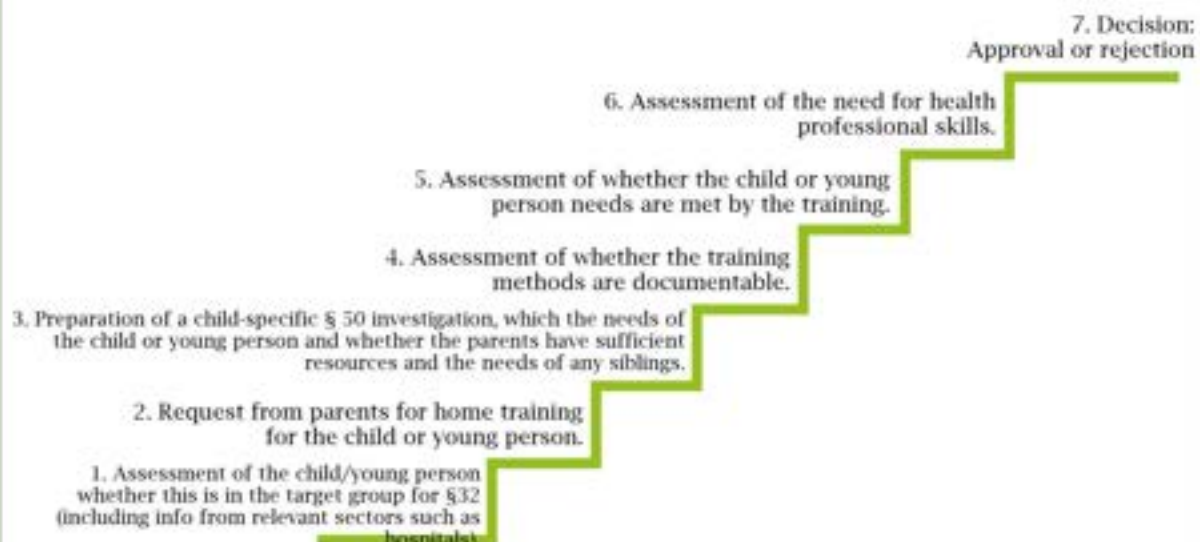 7. Decision:
Approval or rejection
6. Assessment of the need for health
professional skills.
5. Assessment of whether the child or young
person needs are met by the training.
4. Assessment of whether the training
methods are documentable.
3. Preparation of a child-specific § 50 investigation, which the needs of
the child or young person and whether the parents have sufficient
resources and the needs of any siblings.
2. Request from parents for home training
for the child or young person.
1. Assessment of the child/young person
whether this is in the target group for §32
(including info from relevant sectors such as
hospitals)